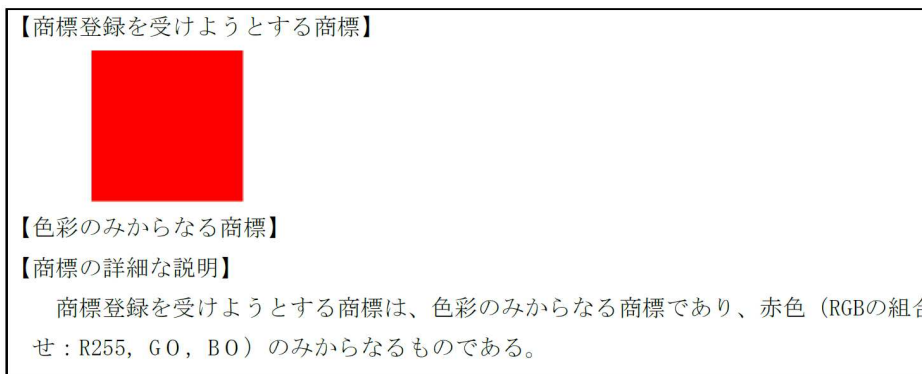 【商標登録を受けようとする商標】
【色彩のみからなる商標】
【商標の詳細な説明】
商標登録を受けようとする商標は、色彩のみからなる商標であり、赤色（RGBの組合
せ：R255, GO, BO）のみからなるものである。